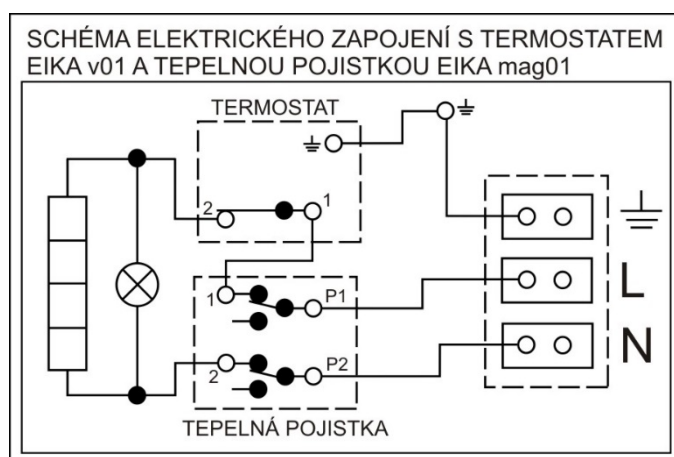 SCHÉMA ELEKTRICKÉHO ZAPOJENÍ S TERMOSTATEM
EIKA v01 A TEPELNOU POJISTKOU EIKA mag01
TERMOSTAT
2
1
1
P1
L
2
P2
N
TEPELNÁ POJISTKA